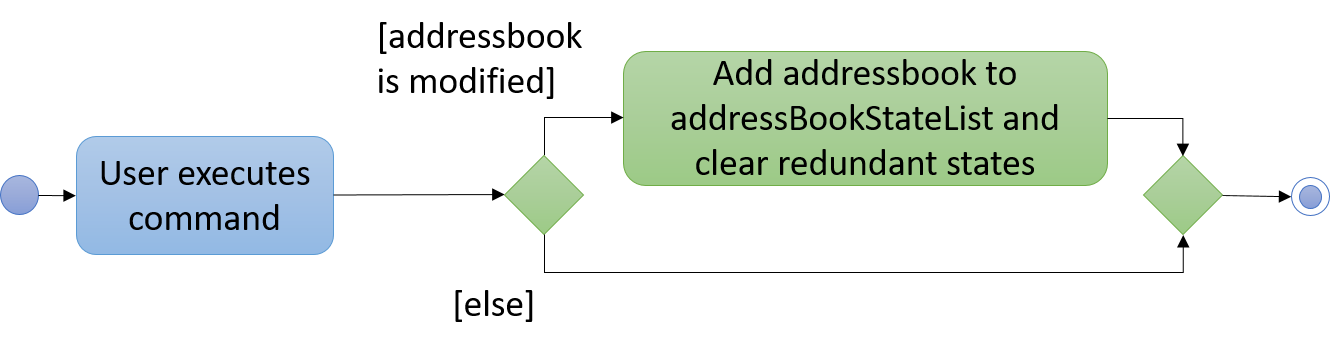 [addressbook
is modified]
Add addressbook to
addressBookStateList and
clear redundant states
User executes
command
[else]